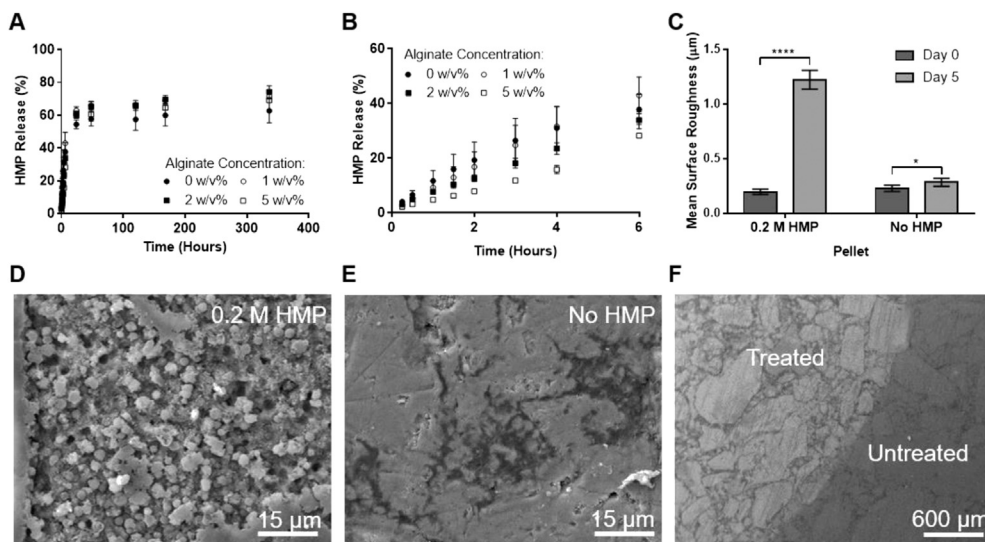 A
HMP Release (%)
100
80
60
40
20
0
0 100 200 300 400
Time (Hours)
Alginate Concentration:
0 w/v% 1 w/v%
2 w/v% 5 w/v%
B
HMP Release (%)
60
40
20
0
0 2 4 6
Time (Hours)
Alginate Concentration:
0 w/v% 1 w/v%
2 w/v% 5 w/v%
C
Mean Surface Roughness (μm)
1.5
1.0
0.5
0.0
****
*
Day 0
Day 5
0.2 M HMP No HMP
Pellet
D
0.2 M HMP
15 μm
E
No HMP
15 μm
F
Treated
Untreated
600 μm